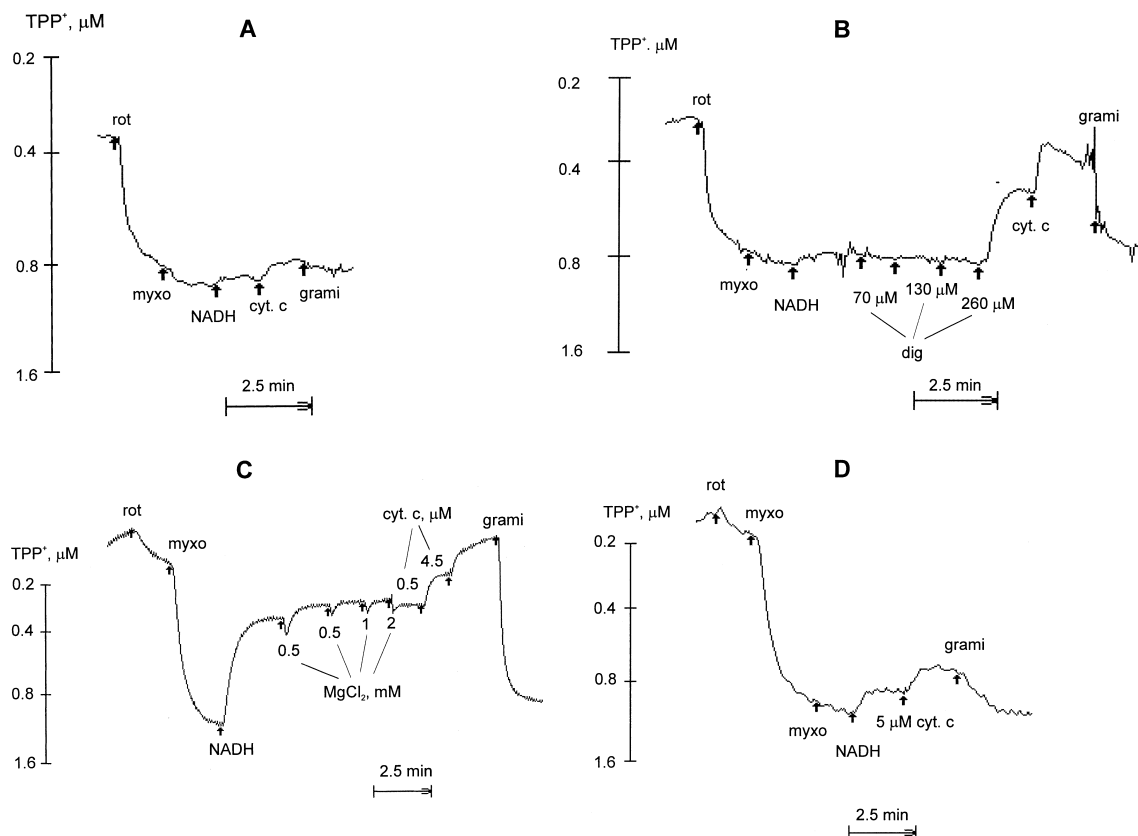 A
TPP⁺, µM
0.2
0.4
0.8
1.6
rot
myxo
NADH
cyt. c
grami
2.5 min
B
TPP⁺. µM
0.2
0.4
0.8
1.6
rot
myxo
NADH
70 µM
130 µM
260 µM
dig
cyt. c
grami
2.5 min
C
TPP⁺, µM
0.2
0.4
0.8
1.6
rot
myxo
NADH
0.5
0.5
1
2
MgCl₂, mM
cyt. c, µM
0.5
4.5
grami
2.5 min
D
TPP⁺, µM
0.2
0.4
0.8
1.6
rot
myxo
myxo
NADH
5 µM cyt. c
grami
2.5 min